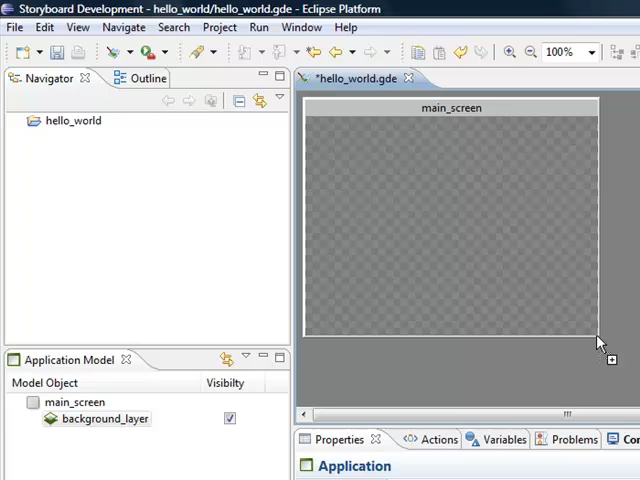 Storyboard Development - hello_world/hello_world.gde - Eclipse Platform
File Edit View Navigate Search Project Run Window Help
100%
Navigator Outline
*hello_world.gde
hello_world
main_screen
Application Model
Model Object Visibilty
main_screen
background_layer
Properties Actions Variables Problems Con
Application